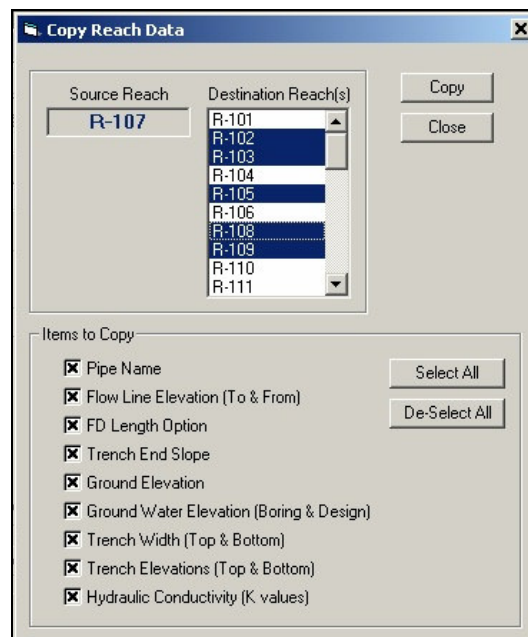 Copy Reach Data
Source Reach
R-107
Destination Reach(s)
R-101
R-102
R-103
R-104
R-105
R-106
R-108
R-109
R-110
R-111
Copy
Close
Items to Copy
Pipe Name
Flow Line Elevation (To & From)
FD Length Option
Trench End Slope
Ground Elevation
Ground Water Elevation (Boring & Design)
Trench Width (Top & Bottom)
Trench Elevations (Top & Bottom)
Hydraulic Conductivity (K values)
Select All
De-Select All